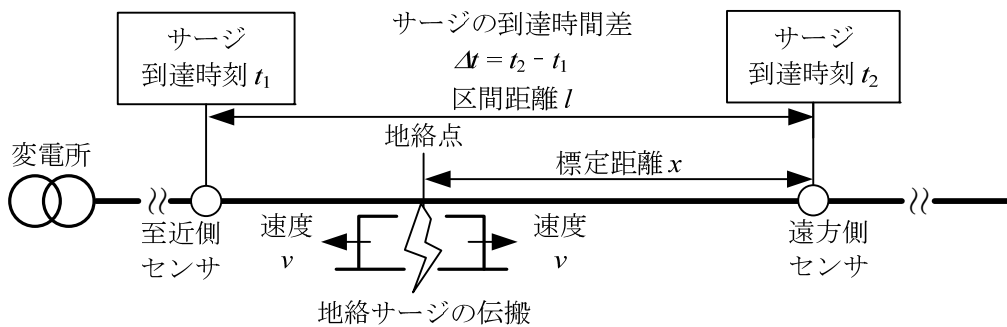 サージ
到達時刻 t₁
サージの到達時間差
Δt = t₂ - t₁
区間距離 l
サージ
到達時刻 t₂
地絡点
変電所
標定距離 x
至近側
センサ
速度
v
速度
v
遠方側
センサ
地絡サージの伝搬